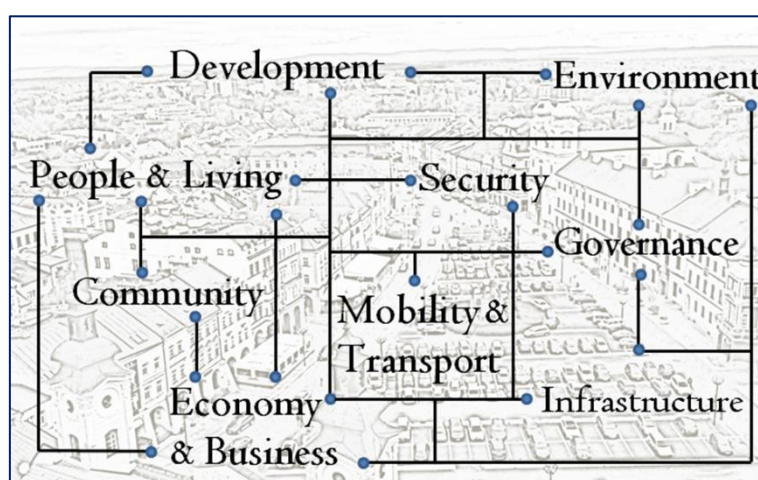 Development
Environment
People & Living
Security
Governance
Community
Mobility &
Transport
Economy
& Business
Infrastructure